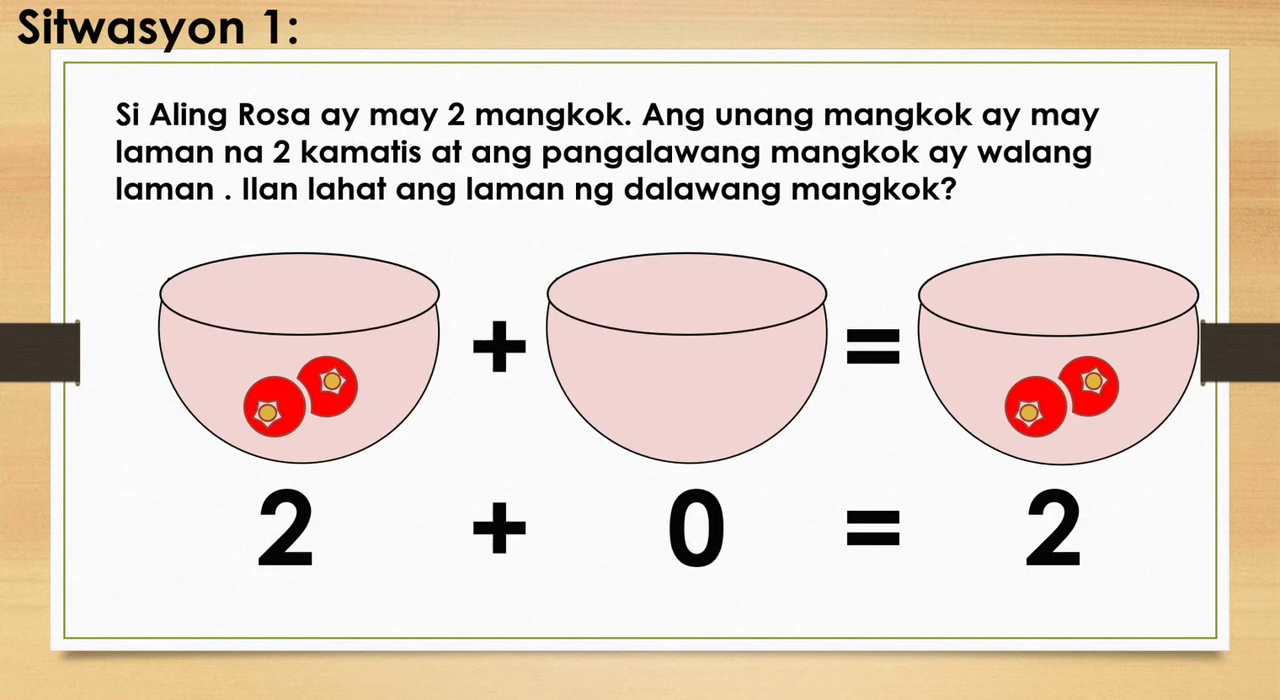 Sitwasyon 1:
Si Aling Rosa ay may 2 mangkok. Ang unang mangkok ay may
laman na 2 kamatis at ang pangalawang mangkok ay walang
laman . Ilan lahat ang laman ng dalawang mangkok?
+ =
2 + 0 = 2